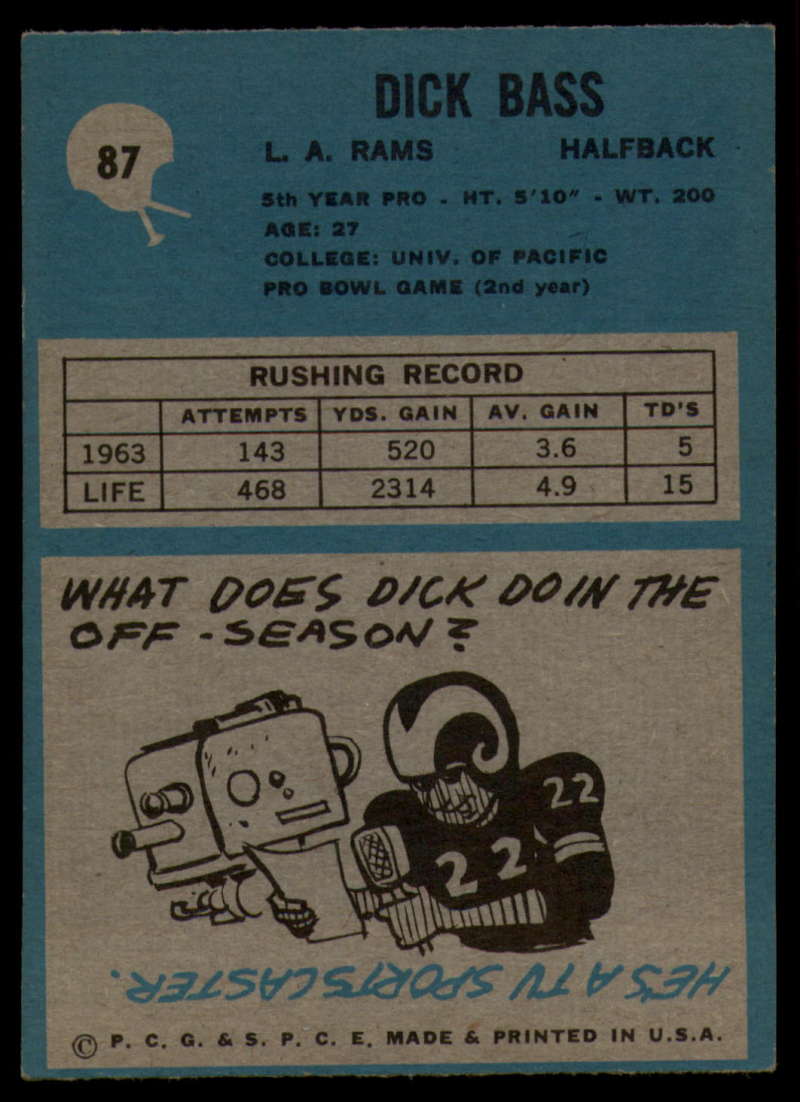 87
DICK BASS
L. A. RAMS HALFBACK
5th YEAR PRO - HT. 5'10" - WT. 200
AGE: 27
COLLEGE: UNIV. OF PACIFIC
PRO BOWL GAME (2nd year)
RUSHING RECORD
ATTEMPTS YDS. GAIN AV. GAIN TD'S
1963 143 520 3.6 5
LIFE 468 2314 4.9 15
WHAT DOES DICK DO IN THE
OFF-SEASON?
22
22
HE'S A TV SPORTSCASTER.
© P. C. G. & S. P. C. E. MADE & PRINTED IN U.S.A.